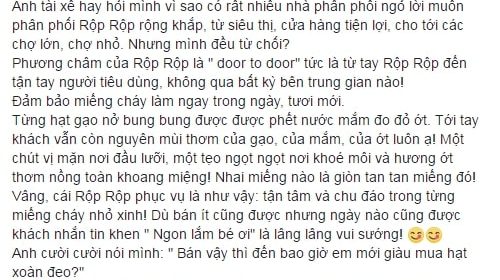 Anh tài xế hay hỏi mình vì sao có rất nhiều nhà phân phối ngỏ lời muốn
phân phối Rộp Rộp rộng khắp, từ siêu thị, cửa hàng tiện lợi, cho tới các
chợ lớn, chợ nhỏ. Nhưng mình đều từ chối?
Phương châm của Rộp Rộp là " door to door" tức là từ tay Rộp Rộp đến
tận tay người tiêu dùng, không qua bất kỳ bên trung gian nào!
Đảm bảo miếng cháy làm ngay trong ngày, tươi mới.
Từng hạt gạo nở bung bung được được phết nước mắm đo đỏ ớt. Tới tay
khách vẫn còn nguyên mùi thơm của gạo, của mắm, của ớt luôn ạ! Một
chút vị mặn nơi đầu lưỡi, một tẹo ngọt ngọt nơi khoé môi và hương ớt
thơm nồng toàn khoang miệng! Nhai miếng nào là giòn tan tan miếng đó!
Vâng, cái Rộp Rộp phục vụ là như vậy: tận tâm và chu đáo trong từng
miếng cháy nhỏ xinh! Dù bán ít cũng được nhưng ngày nào cũng được
khách nhắn tin khen " Ngon lắm bé ơi" là lâng lâng vui sướng! 😄😄
Anh cười cười nói mình: " Bán vậy thì đến bao giờ em mới giàu mua hạt
xoàn đeo?"